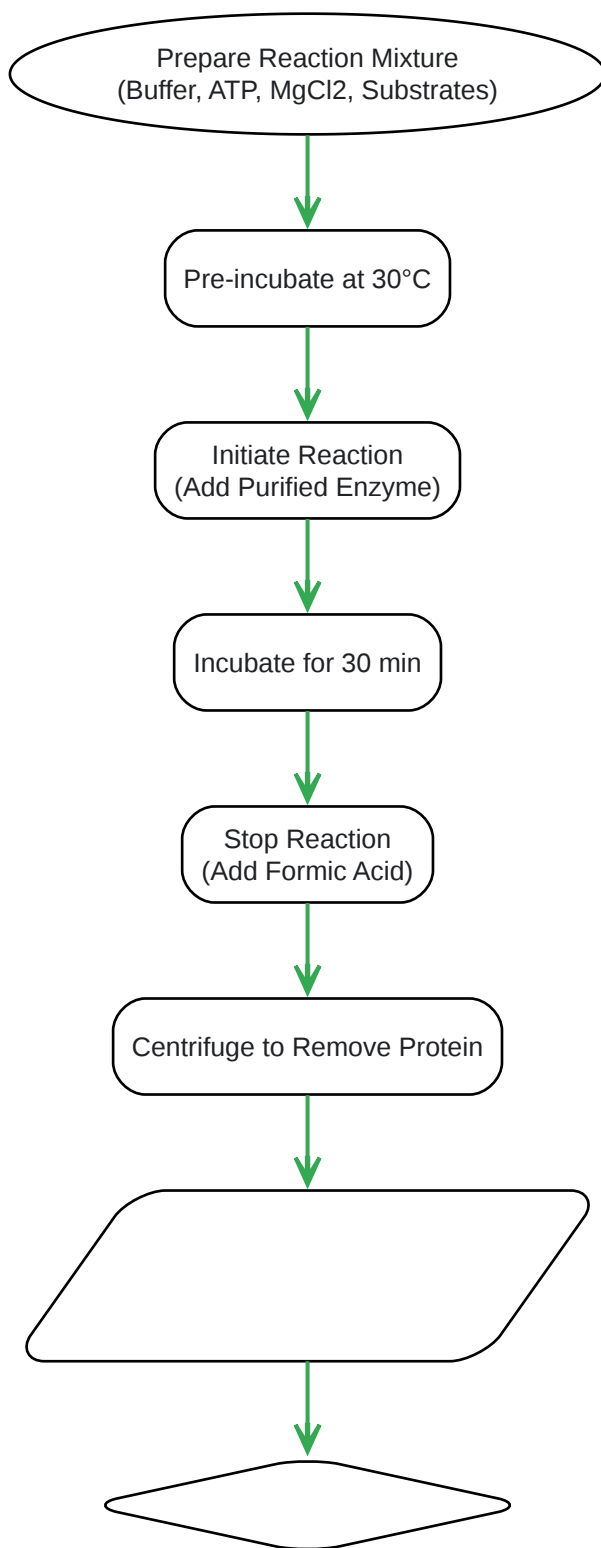 Prepare Reaction Mixture
(Buffer, ATP, MgCl2, Substrates)
Pre-incubate at 30°C
Initiate Reaction
(Add Purified Enzyme)
Incubate for 30 min
Stop Reaction
(Add Formic Acid)
Centrifuge to Remove Protein